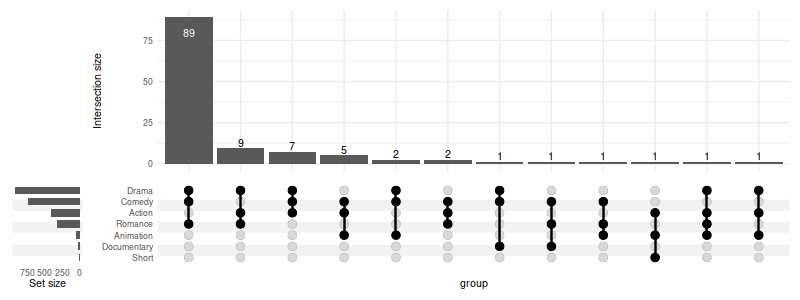 89
9
7
5
2
2
1
1
1
1
1
1
75
50
25
0
Intersection size
Drama
Comedy
Action
Romance
Animation
Documentary
Short
750 500 250 0
Set size
group